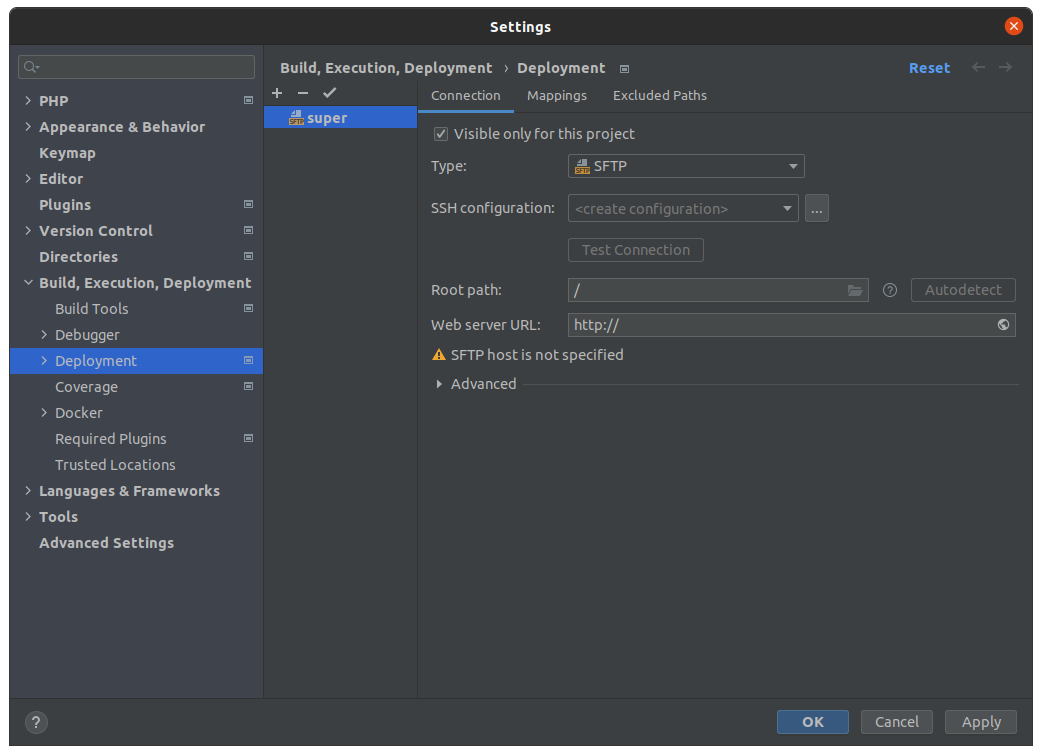 Settings
Build, Execution, Deployment › Deployment
Reset
PHP
Appearance & Behavior
Keymap
Editor
Plugins
Version Control
Directories
Build, Execution, Deployment
Build Tools
Debugger
Deployment
Coverage
Docker
Required Plugins
Trusted Locations
Languages & Frameworks
Tools
Advanced Settings
SFTP super
Connection Mappings Excluded Paths
Visible only for this project
Type: SFTP SFTP
SSH configuration: <create configuration> ...
Test Connection
Root path: / ? Autodetect
Web server URL: http://
SFTP host is not specified
Advanced
? OK Cancel Apply